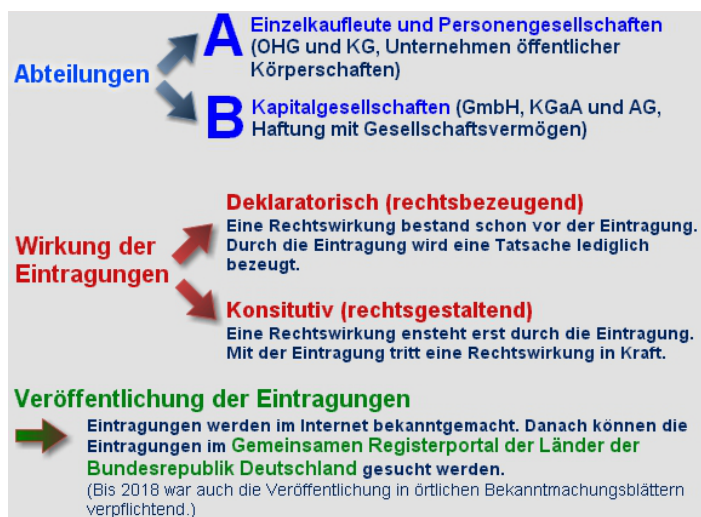 Abteilungen
A
Einzelkaufleute und Personengesellschaften
(OHG und KG, Unternehmen öffentlicher
Körperschaften)
B
Kapitalgesellschaften (GmbH, KGaA und AG,
Haftung mit Gesellschaftsvermögen)
Wirkung der
Eintragungen
Deklaratorisch (rechtsbezeugend)
Eine Rechtswirkung bestand schon vor der Eintragung.
Durch die Eintragung wird eine Tatsache lediglich
bezeugt.
Konsitutiv (rechtsgestaltend)
Eine Rechtswirkung ensteht erst durch die Eintragung.
Mit der Eintragung tritt eine Rechtswirkung in Kraft.
Veröffentlichung der Eintragungen
Eintragungen werden im Internet bekanntgemacht. Danach können die
Eintragungen im Gemeinsamen Registerportal der Länder der
Bundesrepublik Deutschland gesucht werden.
(Bis 2018 war auch die Veröffentlichung in örtlichen Bekanntmachungsblättern
verpflichtend.)